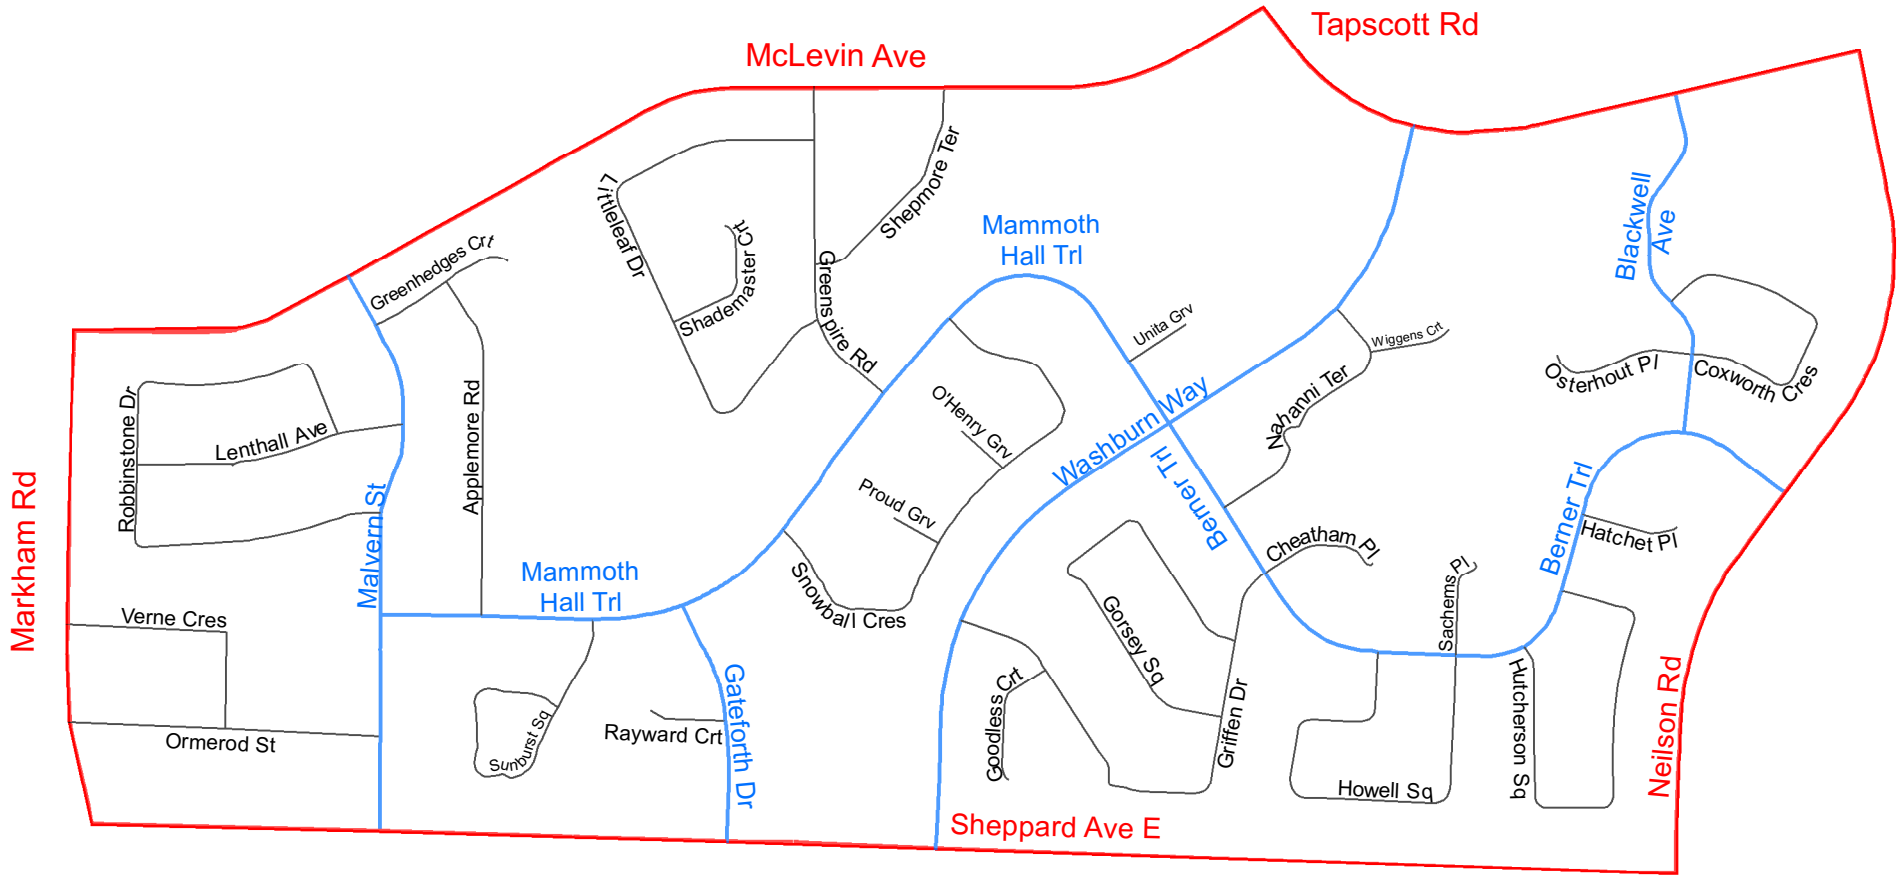 Tapscott Rd
McLevin Ave
Shepmore Ter
Littleleaf Dr
Blackwell
Ave
Mammoth
Hall Trl
Greenhedges Crt
Shademaster Crt
Greenspire Rd
Unita Grv
Wiggens Crt
Osterhout Pl
Coxworth Cres
Robbinstone Dr
Lenthall Ave
Applemore Rd
O'Henry Grv
Washburn Way
Nahanni Ter
Markham Rd
Malvern St
Proud Grv
Berner Trl
Berner Trl
Hatchet Pl
Cheatham Pl
Mammoth
Hall Trl
Snowball Cres
Verne Cres
Gorsey Sq
Sachems Pl
Ormerod St
Sunburst Sq
Rayward Crt
Gateforth Dr
Goodless Crt
Griffen Dr
Howell Sq
Hutcherson Sq
Neilson Rd
Sheppard Ave E